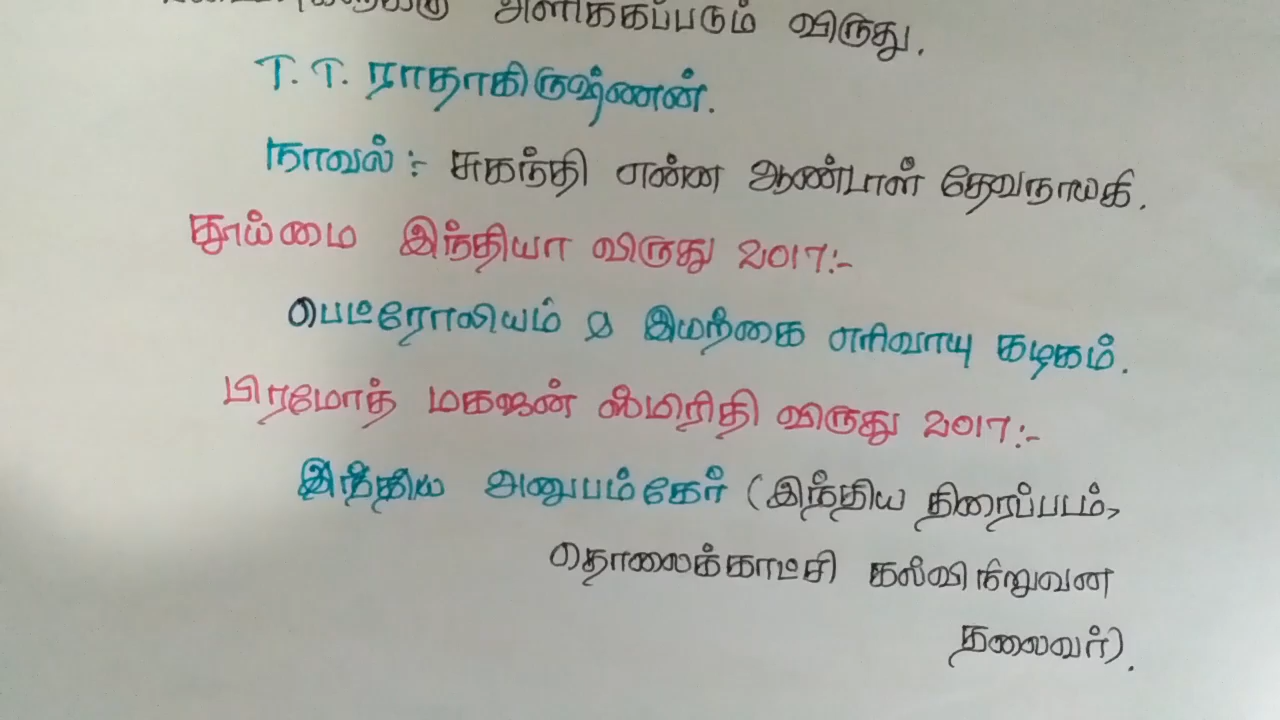 அளிக்கப்படும் விருது.
T. T. ராதாகிருஷ்ணன்.
நாவல் :- சுகந்தி என்ன ஆண்டாள் தேவநாயகி.
தூய்மை இந்தியா விருது 2017:-
பெட்ரோலியம் & இயற்கை எரிவாயு கழகம்.
பிரமோத் மகஜன் ஸ்மிரிதி விருது 2017:-
இந்திய அனுபம்கேர் (இந்திய திரைப்படம்,
தொலைக்காட்சி கல்விநிறுவன
தலைவர்).